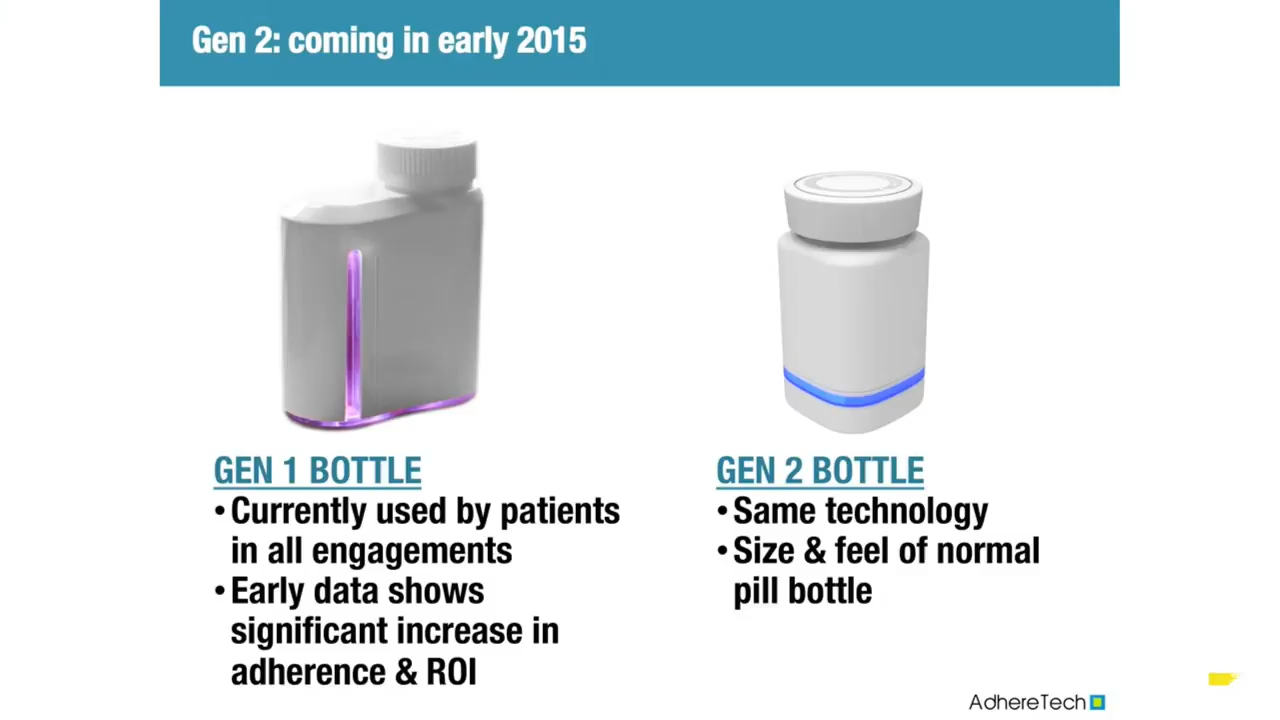 Gen 2: coming in early 2015
GEN 1 BOTTLE
• Currently used by patients
in all engagements
• Early data shows
significant increase in
adherence & ROI
GEN 2 BOTTLE
• Same technology
• Size & feel of normal
pill bottle
AdhereTech